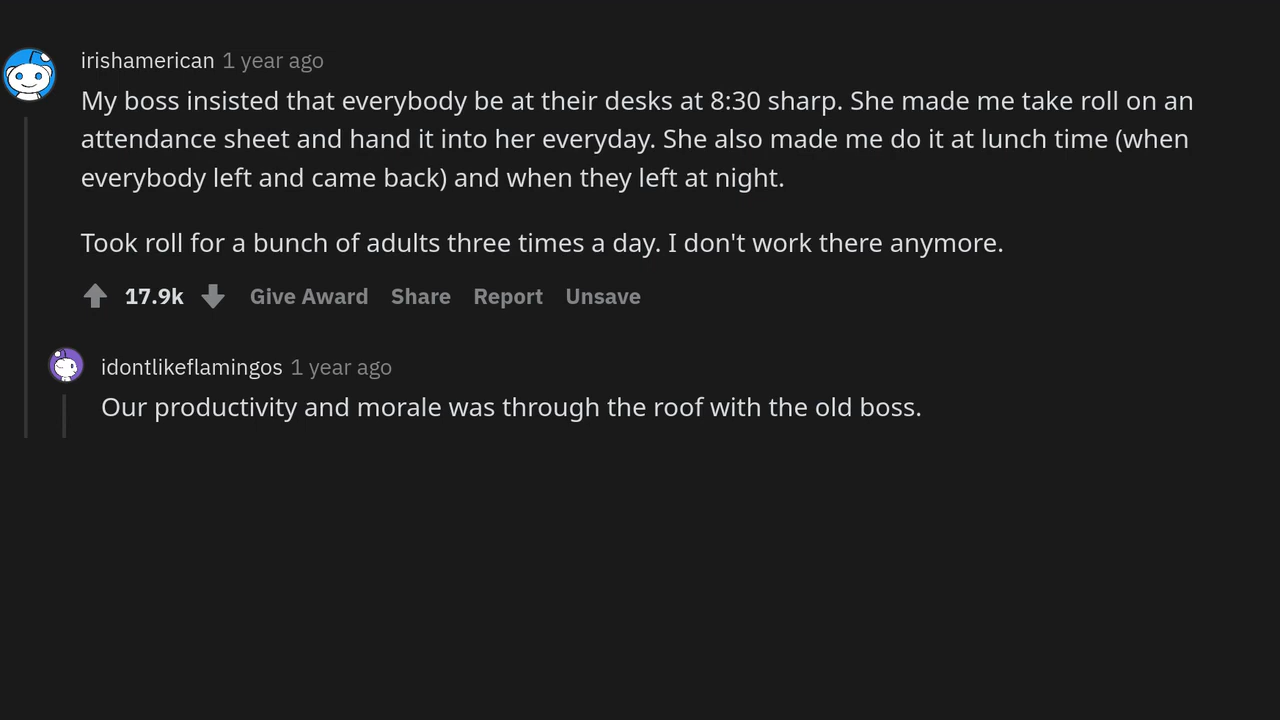 irishamerican 1 year ago
My boss insisted that everybody be at their desks at 8:30 sharp. She made me take roll on an
attendance sheet and hand it into her everyday. She also made me do it at lunch time (when
everybody left and came back) and when they left at night.
Took roll for a bunch of adults three times a day. I don't work there anymore.
17.9k Give Award Share Report Unsave
idontlikeflamingos 1 year ago
Our productivity and morale was through the roof with the old boss.